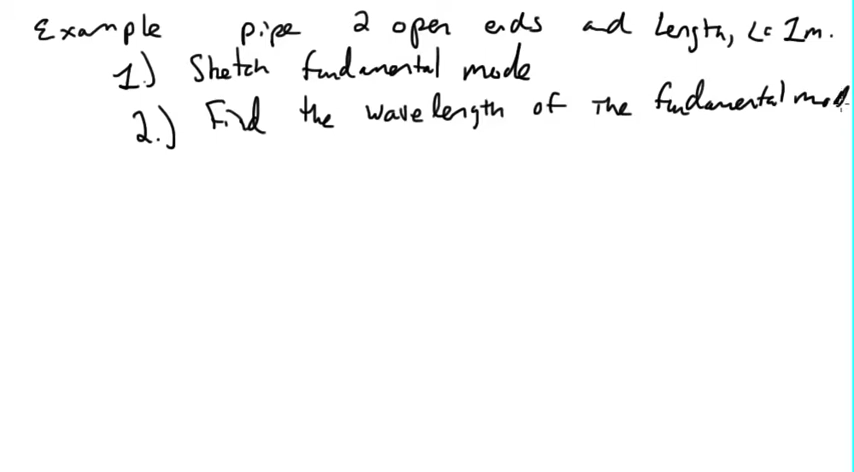 Example pipe 2 open ends and Length, L= 1m.
1.) Sketch fundamental mode
2.) Find the wavelength of the fundamental mod